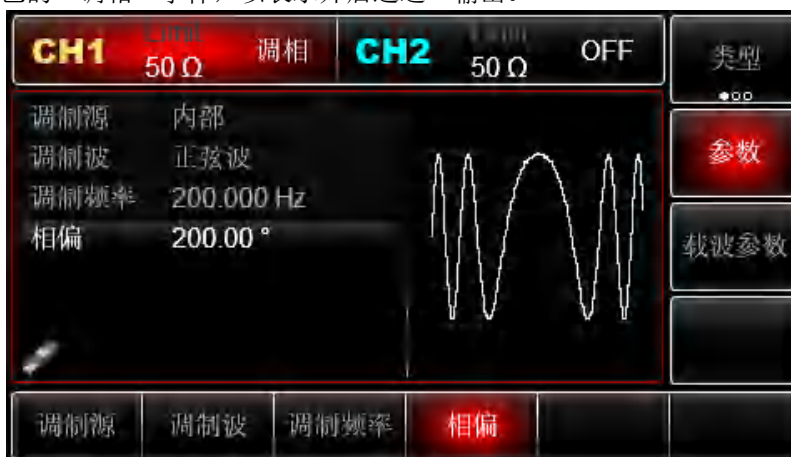 CH1 Limit 50 Ω 调相 CH2 Limit 50 Ω OFF
类型
调制源 内部
调制波 正弦波
调制频率 200.000 Hz
相偏 200.00 °
参数
载波参数
调制源 调制波 调制频率 相偏